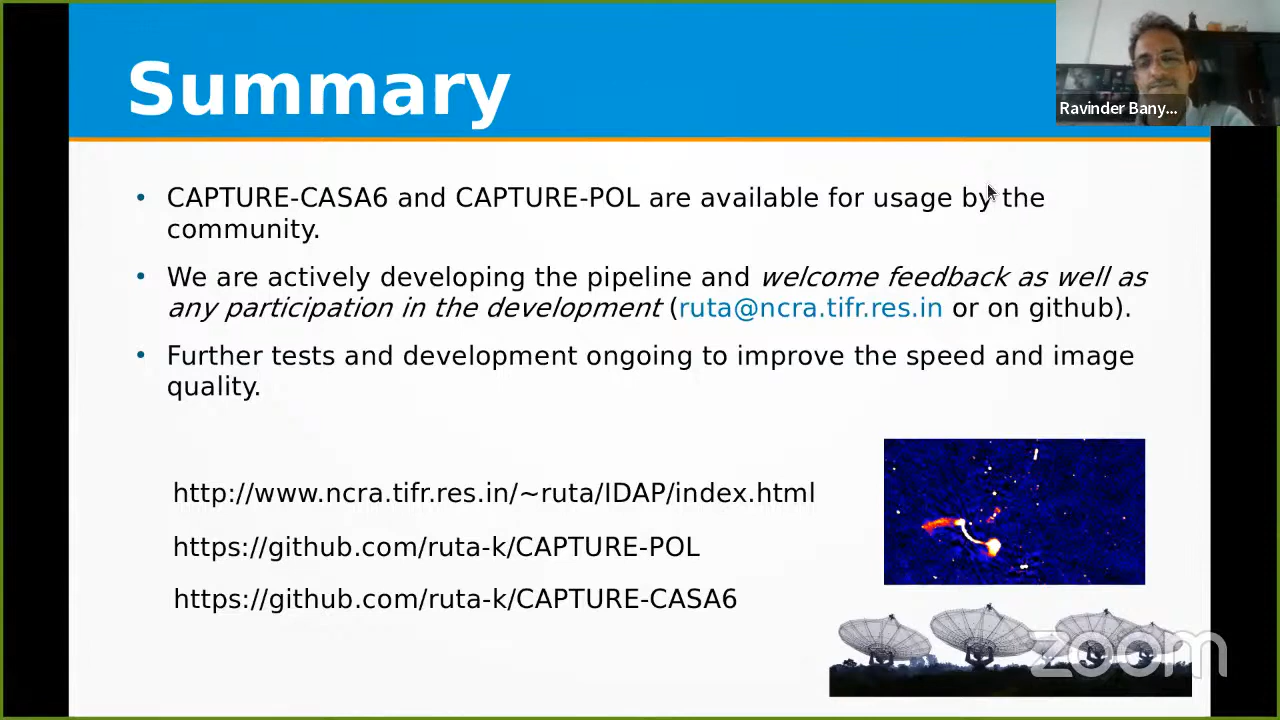 Summary
Ravinder Bany...
• CAPTURE-CASA6 and CAPTURE-POL are available for usage by the
community.
• We are actively developing the pipeline and welcome feedback as well as
any participation in the development (ruta@ncra.tifr.res.in or on github).
• Further tests and development ongoing to improve the speed and image
quality.
http://www.ncra.tifr.res.in/~ruta/IDAP/index.html
https://github.com/ruta-k/CAPTURE-POL
https://github.com/ruta-k/CAPTURE-CASA6
zoom